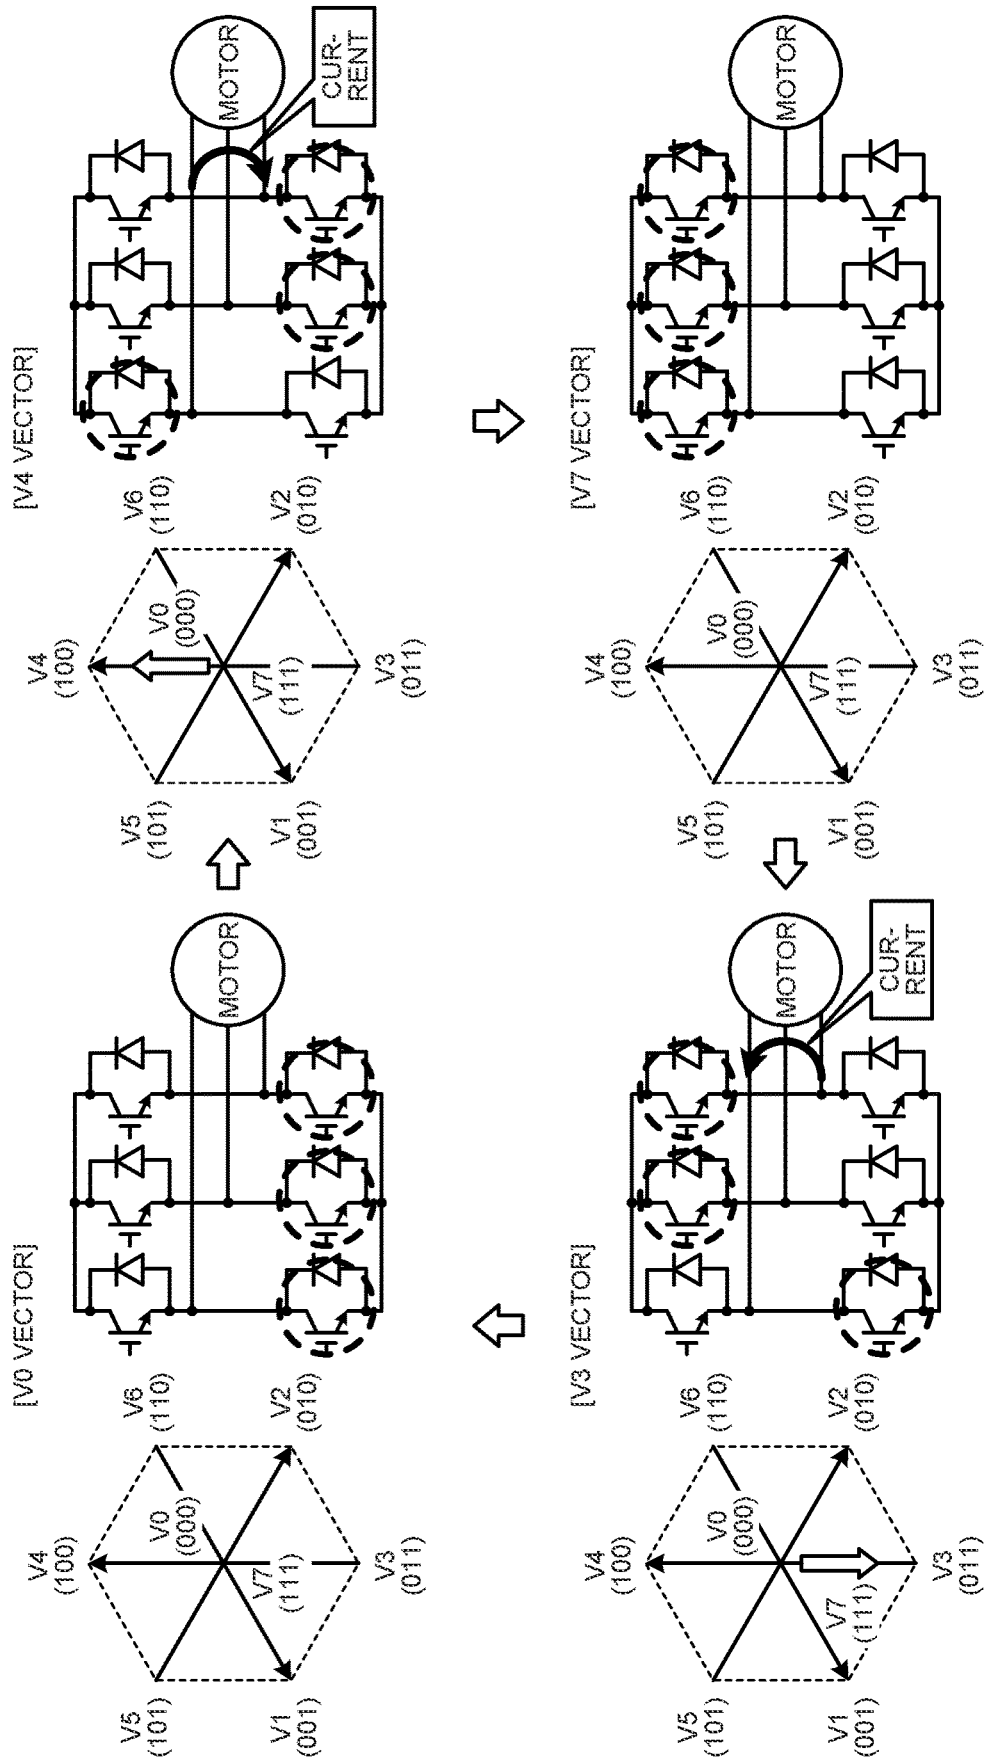 [V0 VECTOR]
V4
(100)
V5
(101)
V6
(110)
V0
(000)
V7
(111)
V1
(001)
V2
(010)
V3
(011)
MOTOR
[V4 VECTOR]
V4
(100)
V5
(101)
V6
(110)
V0
(000)
V7
(111)
V1
(001)
V2
(010)
V3
(011)
MOTOR
CUR-
RENT
[V3 VECTOR]
V4
(100)
V5
(101)
V6
(110)
V0
(000)
V7
(111)
V1
(001)
V2
(010)
V3
(011)
MOTOR
CUR-
RENT
[V7 VECTOR]
V4
(100)
V5
(101)
V6
(110)
V0
(000)
V7
(111)
V1
(001)
V2
(010)
V3
(011)
MOTOR